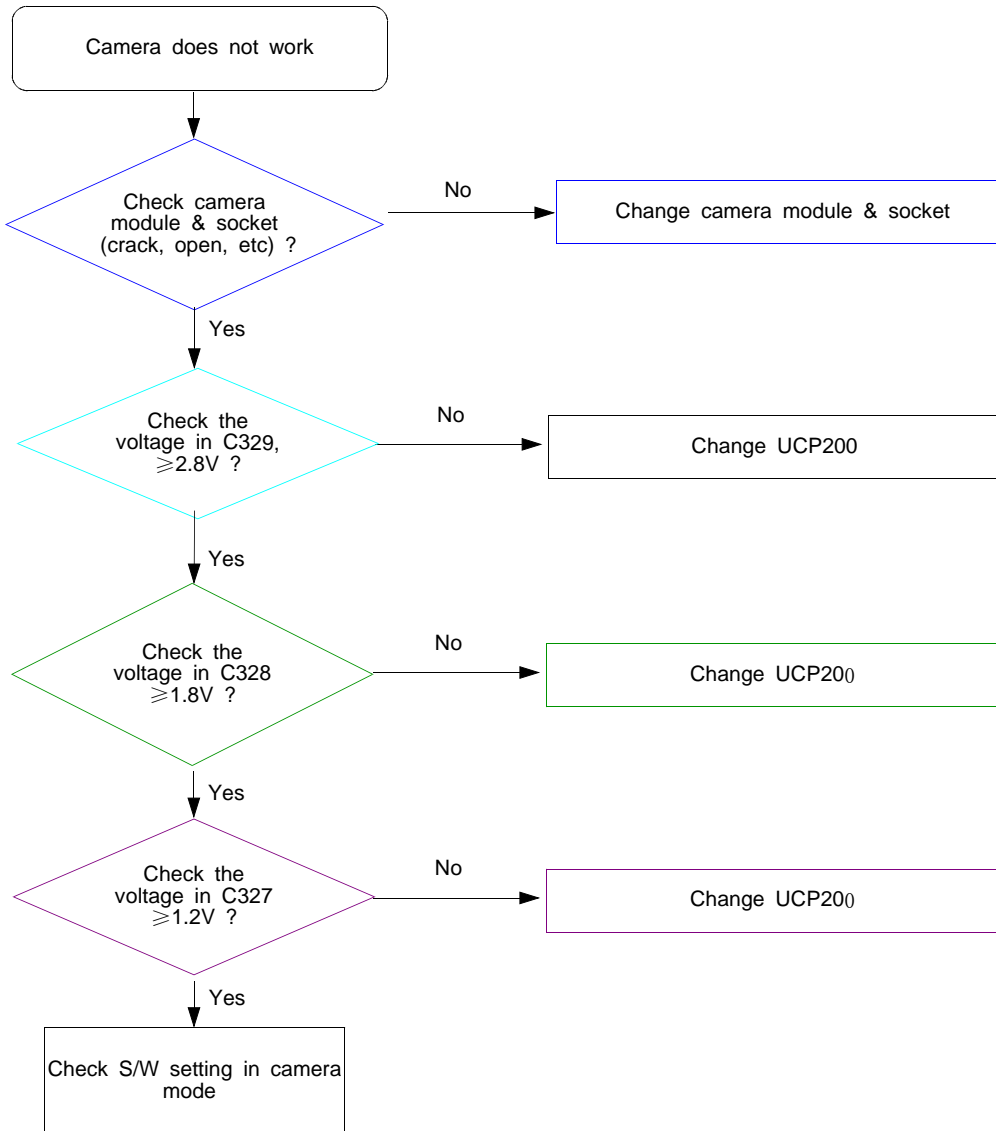 Camera does not work
Check camera
module & socket
(crack, open, etc) ?
No
Change camera module & socket
Yes
Check the
voltage in C329,
≥2.8V ?
No
Change UCP200
Yes
Check the
voltage in C328
≥1.8V ?
No
Change UCP200
Yes
Check the
voltage in C327
≥1.2V ?
No
Change UCP200
Yes
Check S/W setting in camera
mode